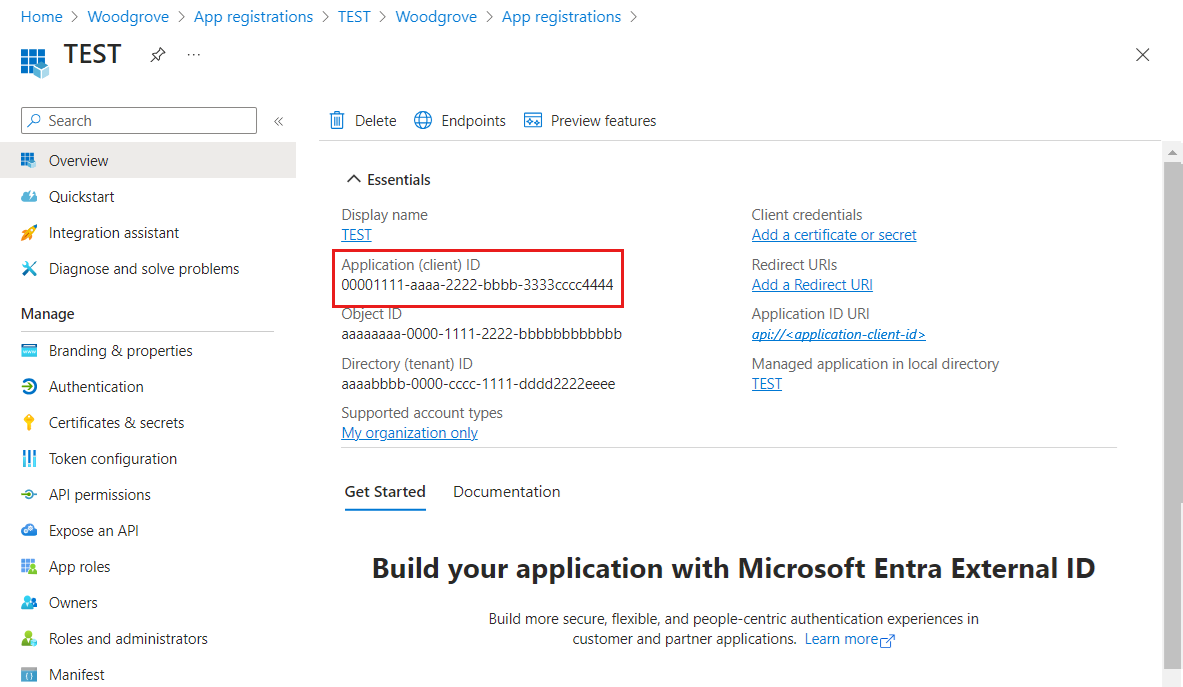 Home > Woodgrove > App registrations > TEST > Woodgrove > App registrations >
TEST
Search
Overview
Quickstart
Integration assistant
Diagnose and solve problems
Manage
Branding & properties
Authentication
Certificates & secrets
Token configuration
API permissions
Expose an API
App roles
Owners
Roles and administrators
Manifest
Delete
Endpoints
Preview features
Essentials
Display name
TEST
Application (client) ID
00001111-aaaa-2222-bbbb-3333cccc4444
Object ID
aaaaaaaa-0000-1111-2222-bbbbbbbbbbbb
Directory (tenant) ID
aaaabbbb-0000-cccc-1111-dddd2222eeee
Supported account types
My organization only
Client credentials
Add a certificate or secret
Redirect URIs
Add a Redirect URI
Application ID URI
api://<application-client-id>
Managed application in local directory
TEST
Get Started
Documentation
Build your application with Microsoft Entra External ID
Build more secure, flexible, and people-centric authentication experiences in
customer and partner applications. Learn more